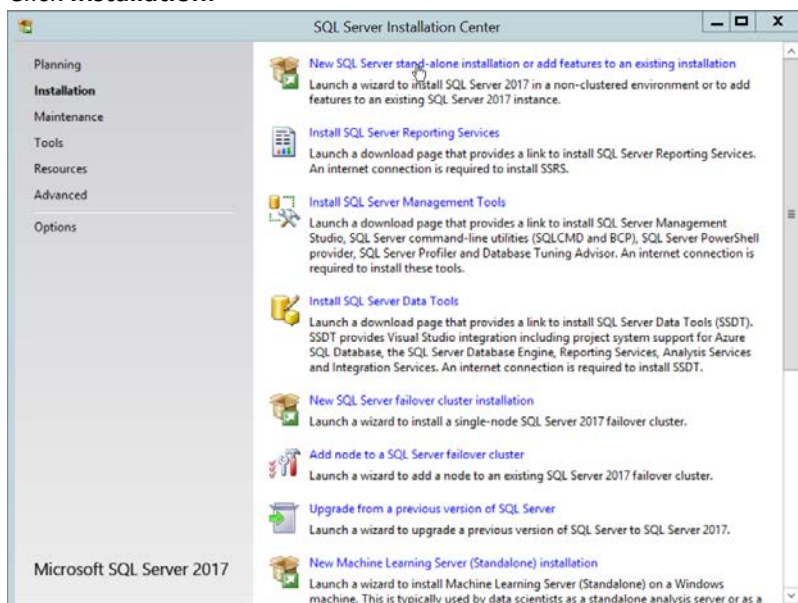 SQL Server Installation Center
Planning
Installation
Maintenance
Tools
Resources
Advanced
Options
Microsoft SQL Server 2017
New SQL Server stand-alone installation or add features to an existing installation
Launch a wizard to install SQL Server 2017 in a non-clustered environment or to add
features to an existing SQL Server 2017 instance.
Install SQL Server Reporting Services
Launch a download page that provides a link to install SQL Server Reporting Services.
An internet connection is required to install SSRS.
Install SQL Server Management Tools
Launch a download page that provides a link to install SQL Server Management
Studio, SQL Server command-line utilities (SQLCMD and BCP), SQL Server PowerShell
provider, SQL Server Profiler and Database Tuning Advisor. An internet connection is
required to install these tools.
Install SQL Server Data Tools
Launch a download page that provides a link to install SQL Server Data Tools (SSDT).
SSDT provides Visual Studio integration including project system support for Azure
SQL Database, the SQL Server Database Engine, Reporting Services, Analysis Services
and Integration Services. An internet connection is required to install SSDT.
New SQL Server failover cluster installation
Launch a wizard to install a single-node SQL Server 2017 failover cluster.
Add node to a SQL Server failover cluster
Launch a wizard to add a node to an existing SQL Server 2017 failover cluster.
Upgrade from a previous version of SQL Server
Launch a wizard to upgrade a previous version of SQL Server to SQL Server 2017.
New Machine Learning Server (Standalone) installation
Launch a wizard to install Machine Learning Server (Standalone) on a Windows
machine. This is typically used by data scientists as a standalone analysis server or as a